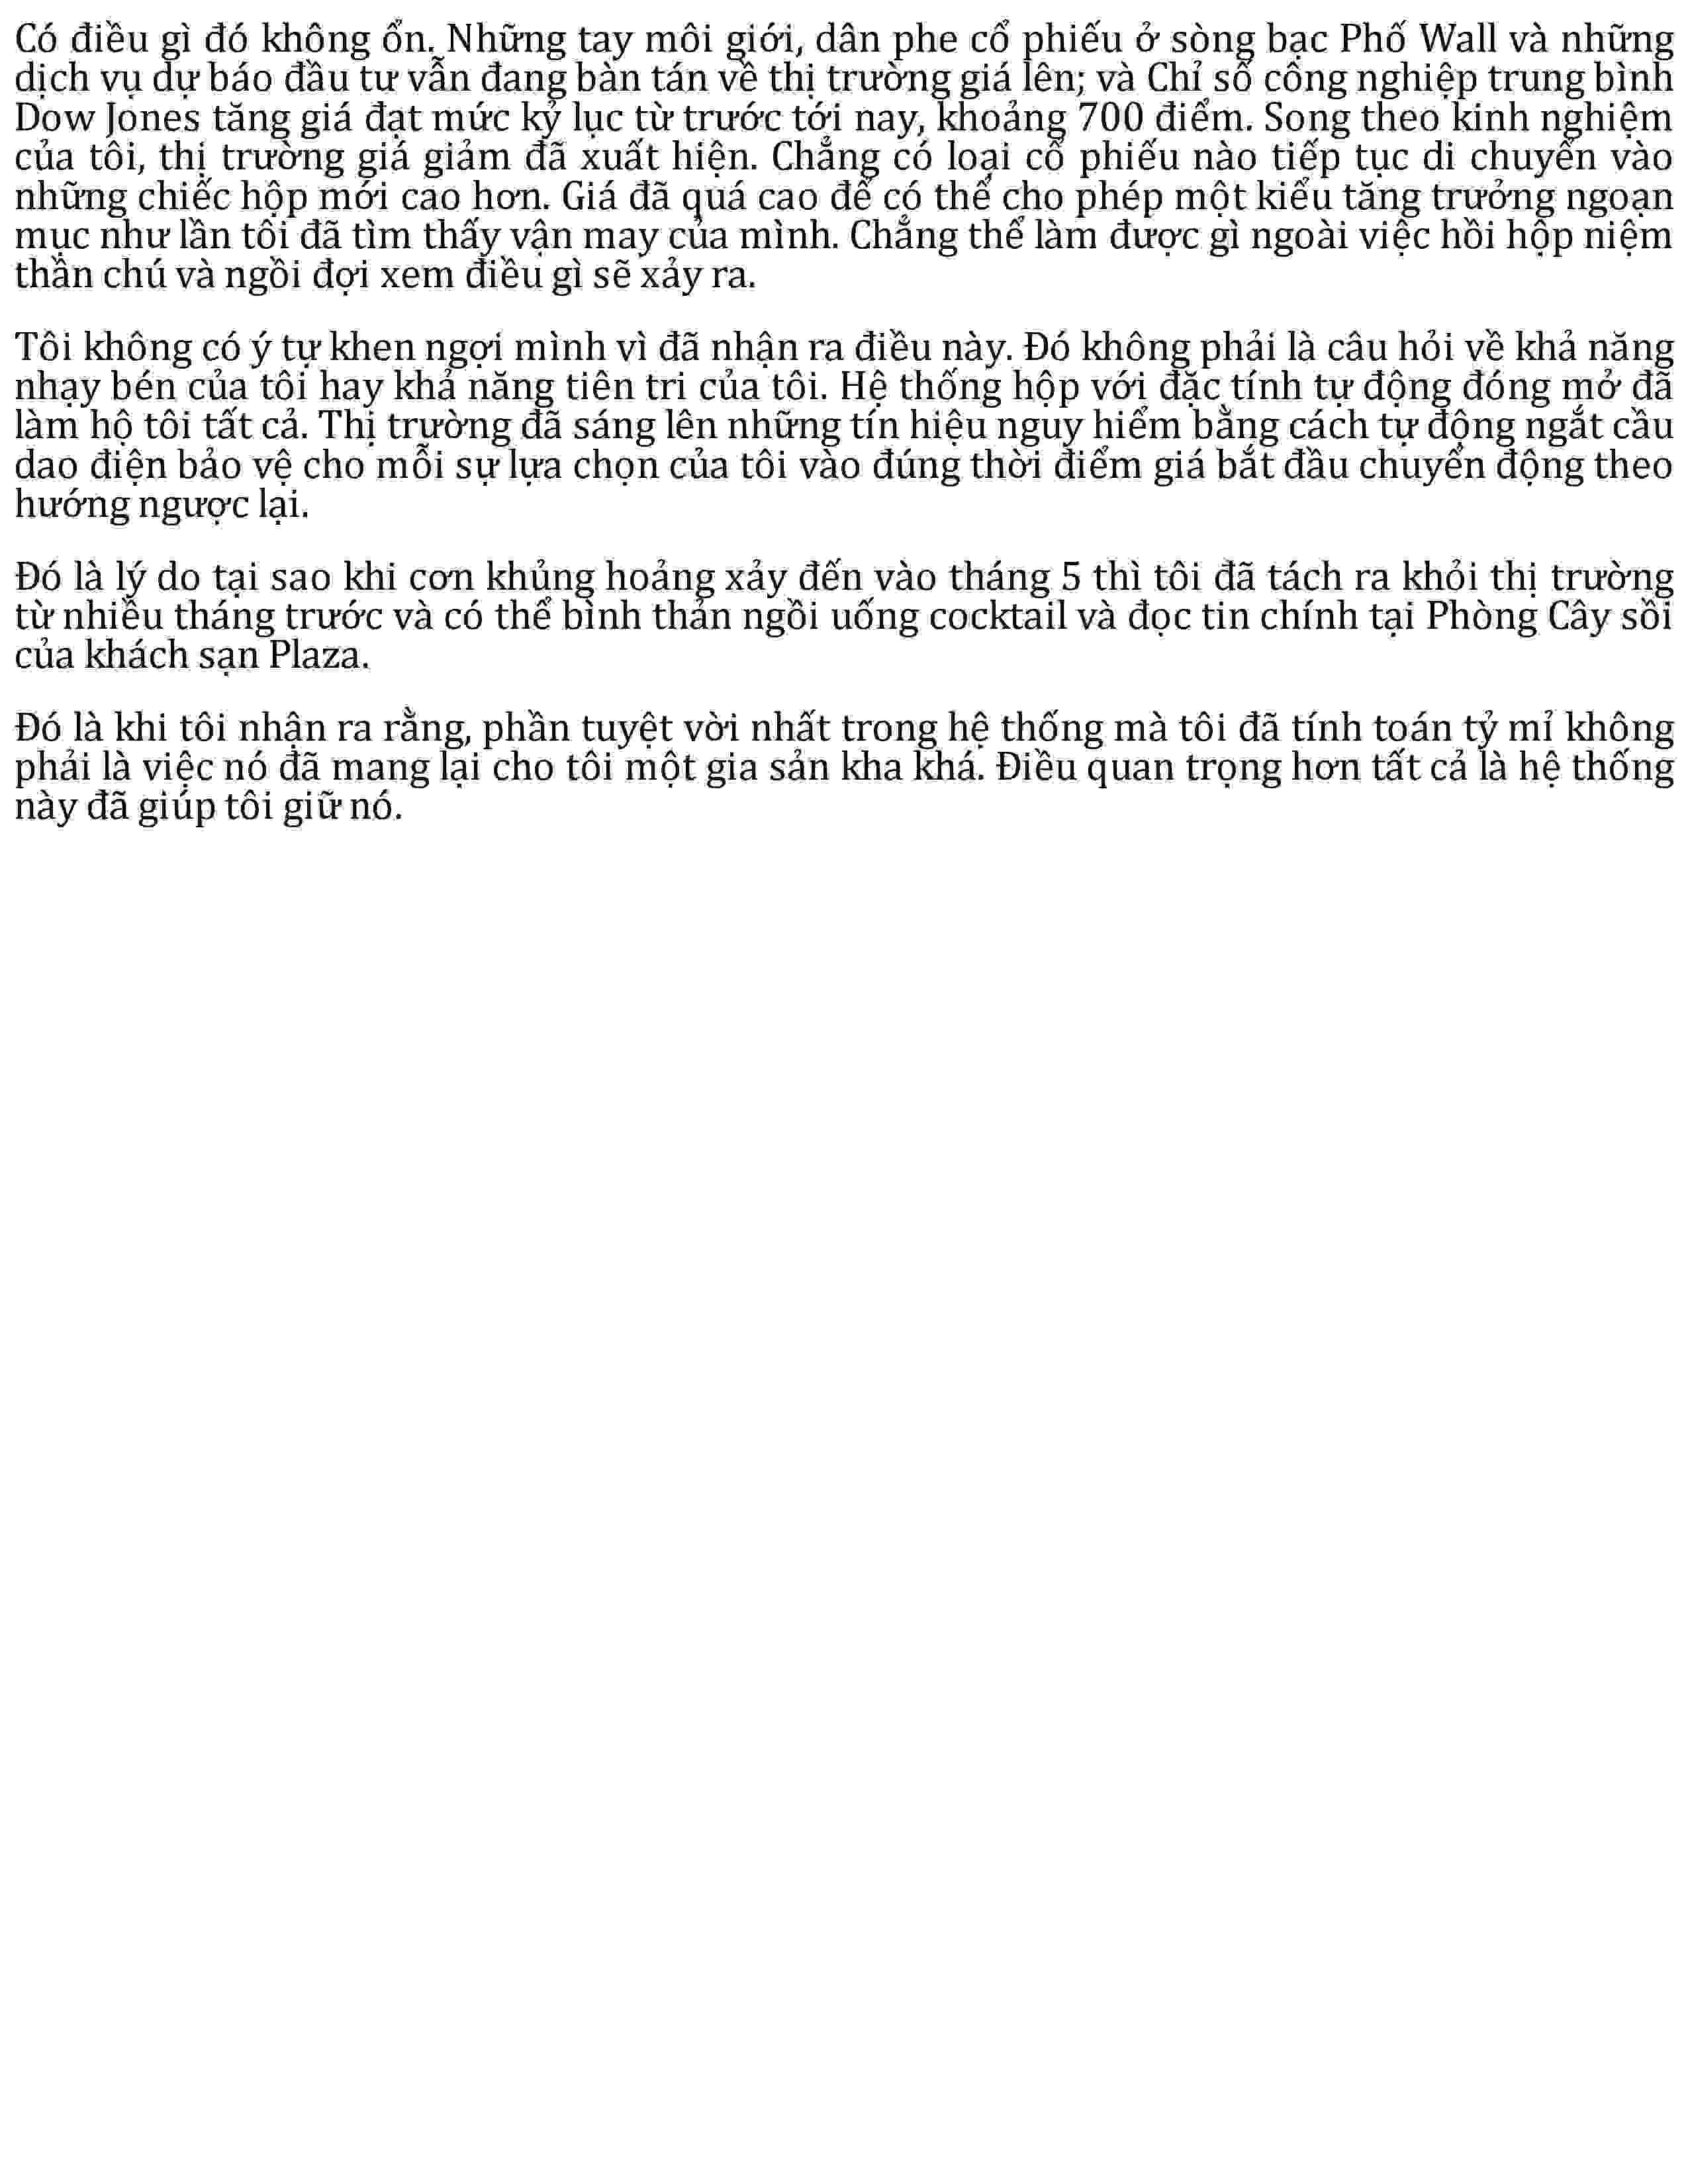 Có điều gì đó không ổn. Những tay môi giới, dân phe cổ phiếu ở sòng bạc Phố Wall và những
dịch vụ dự báo đầu tư vẫn đang bàn tán về thị trường giá lên; và Chỉ số công nghiệp trung bình
Dow Jones tăng giá đạt mức kỷ lục từ trước tới nay, khoảng 700 điểm. Song theo kinh nghiệm
của tôi, thị trường giá giảm đã xuất hiện. Chẳng có loại cổ phiếu nào tiếp tục di chuyển vào
những chiếc hộp mới cao hơn. Giá đã quá cao để có thể cho phép một kiểu tăng trưởng ngoạn
mục như lần tôi đã tìm thấy vận may của mình. Chẳng thể làm được gì ngoài việc hồi hộp niệm
thần chú và ngồi đợi xem điều gì sẽ xảy ra.
Tôi không có ý tự khen ngợi mình vì đã nhận ra điều này. Đó không phải là câu hỏi về khả năng
nhạy bén của tôi hay khả năng tiên tri của tôi. Hệ thống hộp với đặc tính tự động đóng mở đã
làm hộ tôi tất cả. Thị trường đã sáng lên những tín hiệu nguy hiểm bằng cách tự động ngắt cầu
dao điện bảo vệ cho mỗi sự lựa chọn của tôi vào đúng thời điểm giá bắt đầu chuyển động theo
hướng ngược lại.
Đó là lý do tại sao khi cơn khủng hoảng xảy đến vào tháng 5 thì tôi đã tách ra khỏi thị trường
từ nhiều tháng trước và có thể bình thản ngồi uống cocktail và đọc tin chính tại Phòng Cây sồi
của khách sạn Plaza.
Đó là khi tôi nhận ra rằng, phần tuyệt vời nhất trong hệ thống mà tôi đã tính toán tỷ mỉ không
phải là việc nó đã mang lại cho tôi một gia sản kha khá. Điều quan trọng hơn tất cả là hệ thống
này đã giúp tôi giữ nó.